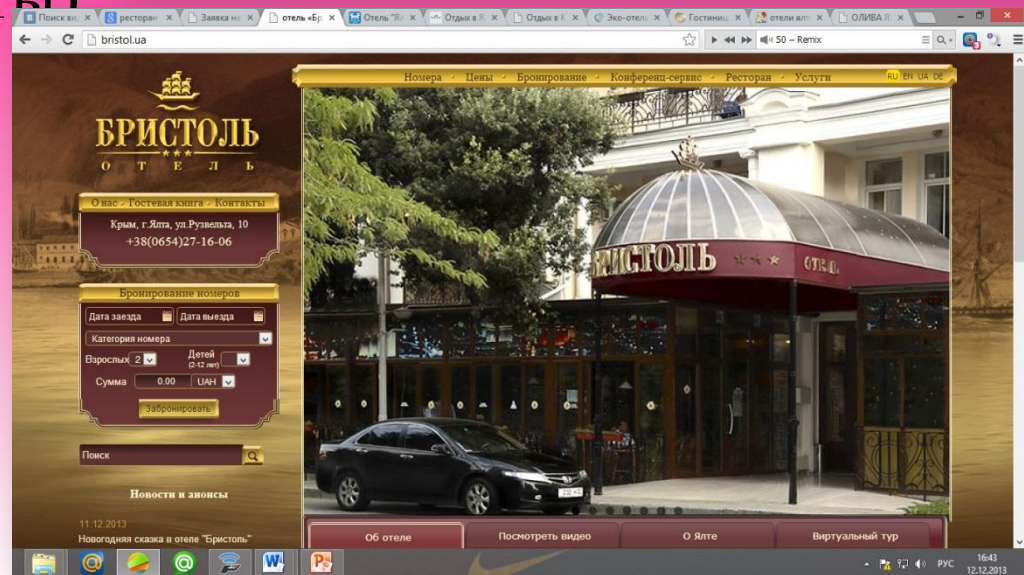 Поиск ви
ресторан
Заявка на
отель «Бр
Отель "Ял
Отдых в Я
Отдых в К
Эко-отель
Гостиниц
отели ялт
ОЛИВА Я
bristol.ua
50 – Remix
БРИСТОЛЬ
ОТЕЛЬ
Номера - Цены - Бронирование - Конференц-сервис - Ресторан - Услуги
RU EN UA DE
О нас - Гостевая книга - Контакты
Крым, г.Ялта, ул.Рузвельта, 10
+38(0654)27-16-06
Бронирование номеров
Дата заезда Дата выезда
Категория номера
Взрослых 2 Детей
(2-12 лет)
Сумма 0.00 UAH
Забронировать
Поиск
Новости и анонсы
11.12.2013
Новогодняя сказка в отеле "Бристоль"
БРИСТОЛЬ *** ОТЕЛЬ
Об отеле
Посмотреть видео
О Ялте
Виртуальный тур
РУС
16:43
12.12.2013